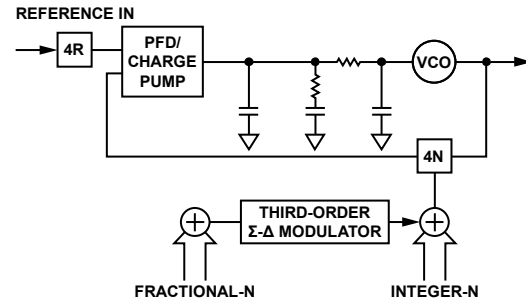 REFERENCE IN
4R
PFD/
CHARGE
PUMP
VCO
4N
THIRD-ORDER
Σ-Δ MODULATOR
FRACTIONAL-N
INTEGER-N